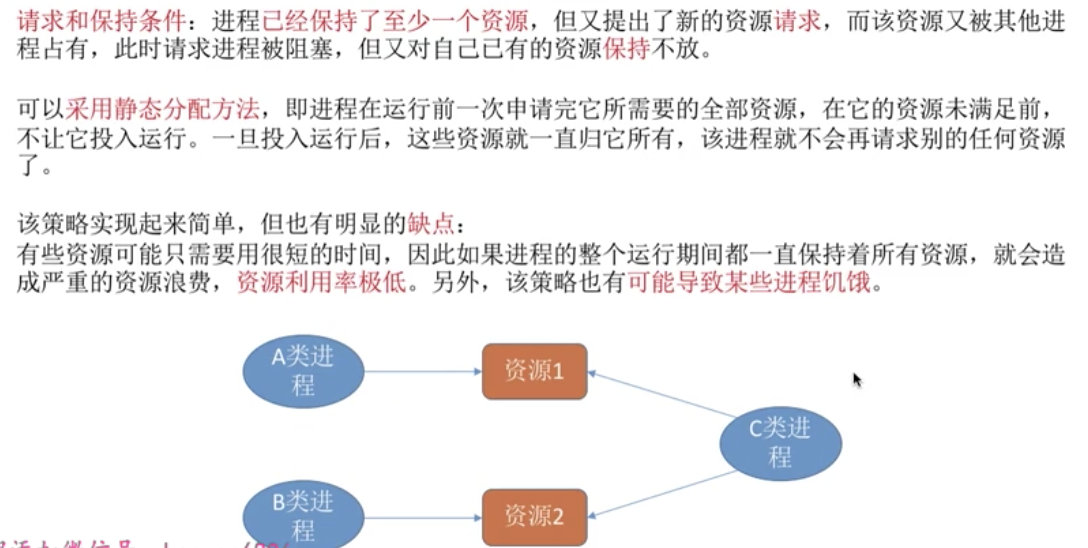 请求和保持条件：进程已经保持了至少一个资源，但又提出了新的资源请求，而该资源又被其他进
程占有，此时请求进程被阻塞，但又对自己已有的资源保持不放。
可以采用静态分配方法，即进程在运行前一次申请完它所需要的全部资源，在它的资源未满足前，
不让它投入运行。一旦投入运行后，这些资源就一直归它所有，该进程就不会再请求别的任何资源
了。
该策略实现起来简单，但也有明显的缺点：
有些资源可能只需要用很短的时间，因此如果进程的整个运行期间都一直保持着所有资源，就会造
成严重的资源浪费，资源利用率极低。另外，该策略也有可能导致某些进程饥饿。
A类进
程
资源1
C类进
程
B类进
程
资源2